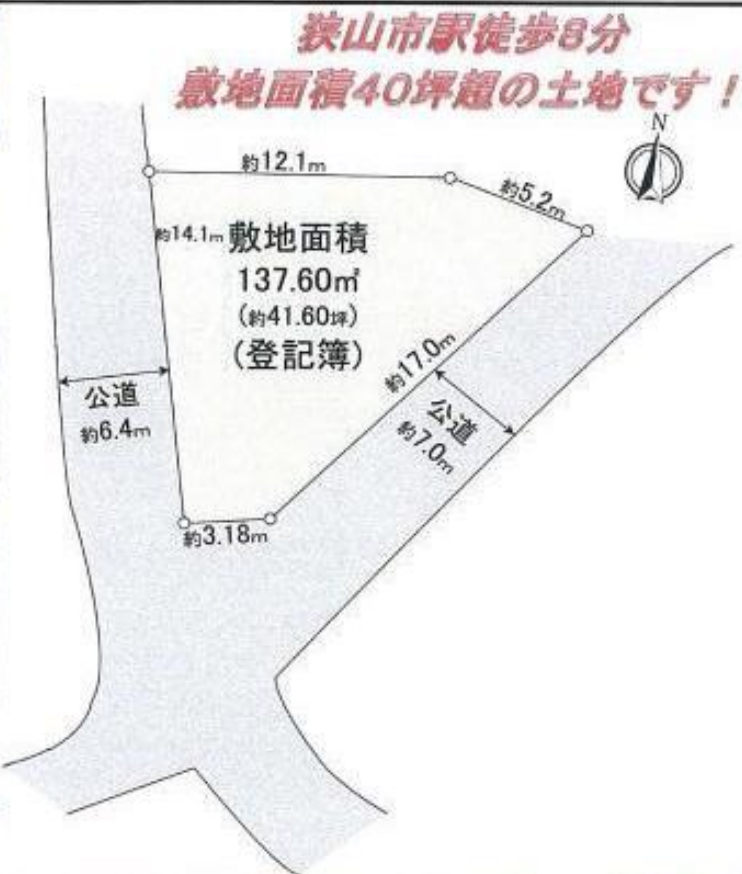 狭山市駅徒歩8分
敷地面積40坪超の土地です！
N
約12.1m
約5.2m
約14.1m
敷地面積
137.60㎡
(約41.60坪)
(登記簿)
約17.0m
公道
約6.4m
公道
約7.0m
約3.18m